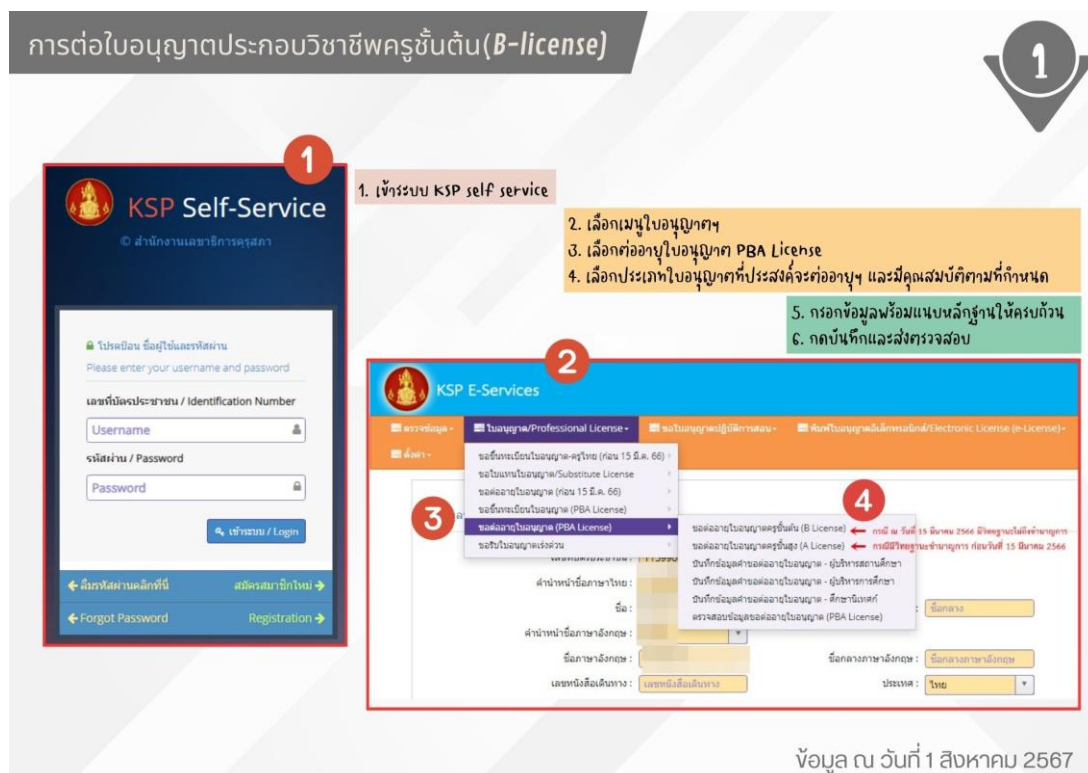 การต่อใบอนุญาตประกอบวิชาชีพครูชั้นต้น(B-license)
1
1
KSP Self-Service
© สำนักงานเลขาธิการคุรุสภา
โปรดป้อน ชื่อผู้ใช้และรหัสผ่าน
Please enter your username and password
เลขที่บัตรประชาชน / Identification Number
Username
รหัสผ่าน / Password
Password
เข้าระบบ / Login
ลืมรหัสผ่านคลิกที่นี่ สมัครสมาชิกใหม่
Forgot Password Registration
1. เข้าระบบ KSP self service
2. เลือกเมนูใบอนุญาตฯ
3. เลือกต่ออายุใบอนุญาต PBA License
4. เลือกประเภทใบอนุญาตที่ประสงค์จะต่ออายุฯ และมีคุณสมบัติตามที่กำหนด
5. กรอกข้อมูลพร้อมแนบหลักฐานให้ครบถ้วน
6. กดบันทึกและส่งตรวจสอบ
2
KSP E-Services
ตรวจข้อมูล ใบอนุญาต/Professional License ขอใบอนุญาตปฏิบัติการสอน พิมพ์ใบอนุญาตอิเล็กทรอนิกส์/Electronic License (e-License)
ตั้งค่า
ขอขึ้นทะเบียนใบอนุญาต-ครูไทย (ก่อน 15 มี.ค. 66)
ขอใบแทนใบอนุญาต/Substitute License
ขอต่ออายุใบอนุญาต (ก่อน 15 มี.ค. 66)
ขอขึ้นทะเบียนใบอนุญาต (PBA License)
3
4
ขอต่ออายุใบอนุญาต (PBA License)
ขอรับใบอนุญาตเร่งด่วน
ขอต่ออายุใบอนุญาตครูชั้นต้น (B License) กรณี ณ วันที่ 15 มีนาคม 2566 มีวิทยฐานะไม่ถึงชำนาญการ
ขอต่ออายุใบอนุญาตครูชั้นสูง (A License) กรณีมีวิทยฐานะชำนาญการ ก่อนวันที่ 15 มีนาคม 2566
บันทึกข้อมูลคำขอต่ออายุใบอนุญาต - ผู้บริหารสถานศึกษา
บันทึกข้อมูลคำขอต่ออายุใบอนุญาต - ผู้บริหารการศึกษา
บันทึกข้อมูลคำขอต่ออายุใบอนุญาต - ศึกษานิเทศก์
ตรวจสอบข้อมูลขอต่ออายุใบอนุญาต (PBA License)
คำนำหน้าชื่อภาษาไทย :
ชื่อ : : ชื่อกลาง
คำนำหน้าชื่อภาษาอังกฤษ :
ชื่อภาษาอังกฤษ : ชื่อกลางภาษาอังกฤษ : ชื่อกลางภาษาอังกฤษ
เลขหนังสือเดินทาง : เลขหนังสือเดินทาง ประเทศ : ไทย
ข้อมูล ณ วันที่ 1 สิงหาคม 2567